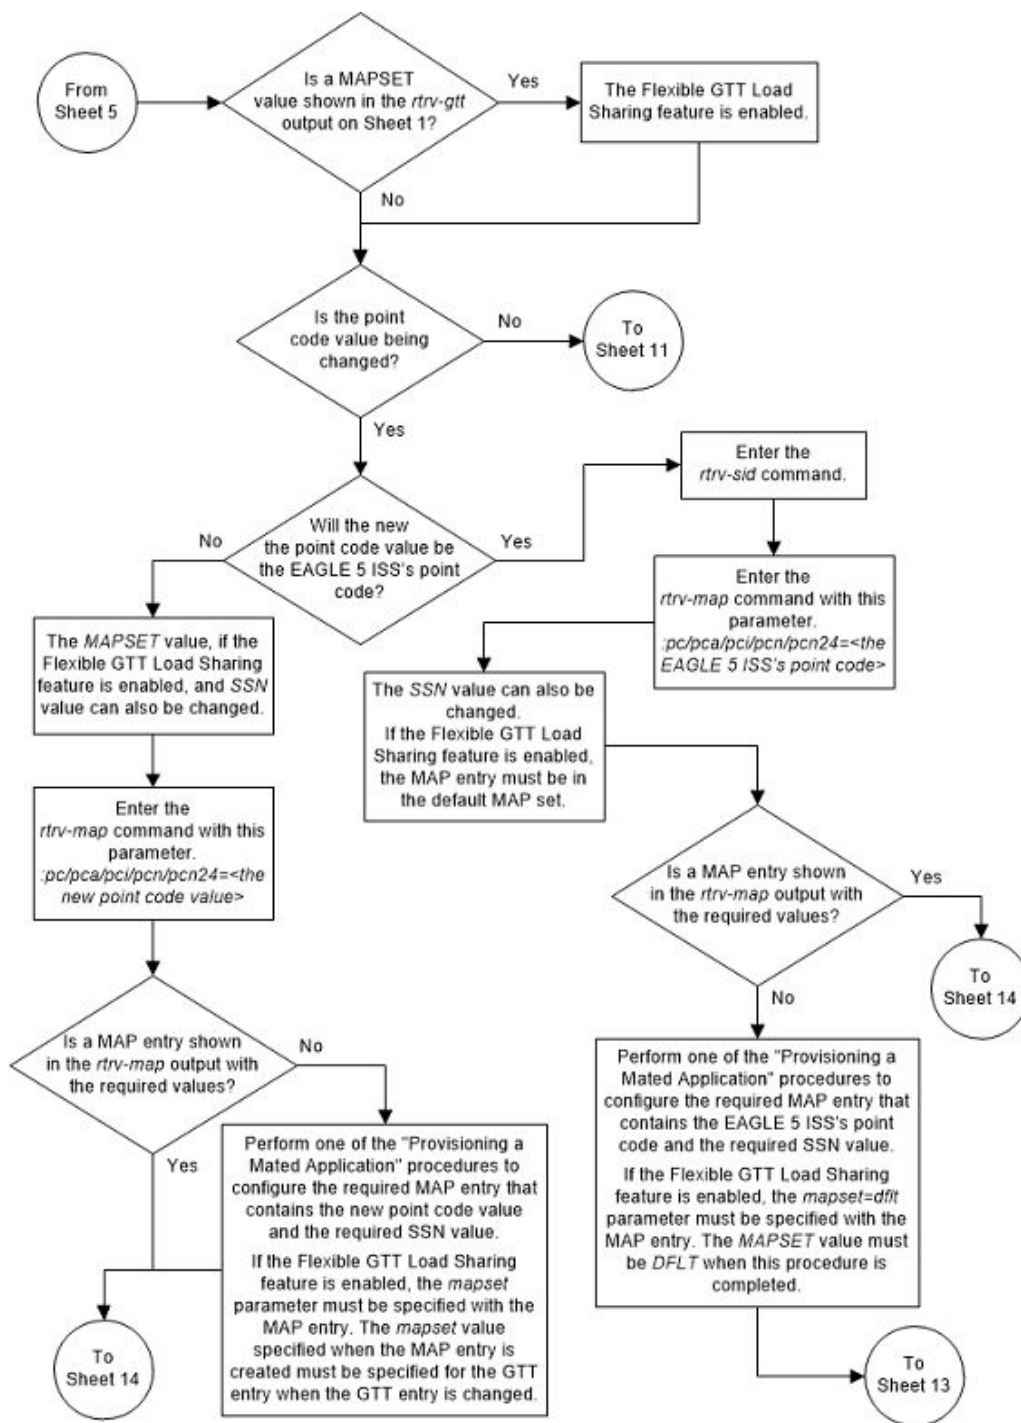 From
Sheet 5
Is a MAPSET
value shown in the rtrv-gtt
output on Sheet 1?
Yes
The Flexible GTT Load
Sharing feature is enabled.
No
Is the point
code value being
changed?
No
To
Sheet 11
Yes
Will the new
the point code value be
the EAGLE 5 ISS's point
code?
No
Yes
Enter the
rtrv-sid command.
Enter the
rtrv-map command with this
parameter.
:pc/pca/pci/pcn/pcn24=<the
EAGLE 5 ISS's point code>
The MAPSET value, if the
Flexible GTT Load Sharing
feature is enabled, and SSN
value can also be changed.
The SSN value can also be
changed.
If the Flexible GTT Load
Sharing feature is enabled,
the MAP entry must be in
the default MAP set.
Enter the
rtrv-map command with this
parameter.
:pc/pca/pci/pcn/pcn24=<the
new point code value>
Is a MAP entry shown
in the rtrv-map output with
the required values?
Yes
To
Sheet 14
No
Is a MAP entry shown
in the rtrv-map output with
the required values?
No
Yes
Perform one of the "Provisioning a
Mated Application" procedures to
configure the required MAP entry that
contains the EAGLE 5 ISS's point
code and the required SSN value.
If the Flexible GTT Load Sharing
feature is enabled, the mapset=dflt
parameter must be specified with the
MAP entry. The MAPSET value must
be DFLT when this procedure is
completed.
Perform one of the "Provisioning a
Mated Application" procedures to
configure the required MAP entry that
contains the new point code value
and the required SSN value.
If the Flexible GTT Load Sharing
feature is enabled, the mapset
parameter must be specified with the
MAP entry. The mapset value
specified when the MAP entry is
created must be specified for the GTT
entry when the GTT entry is changed.
To
Sheet 14
To
Sheet 13